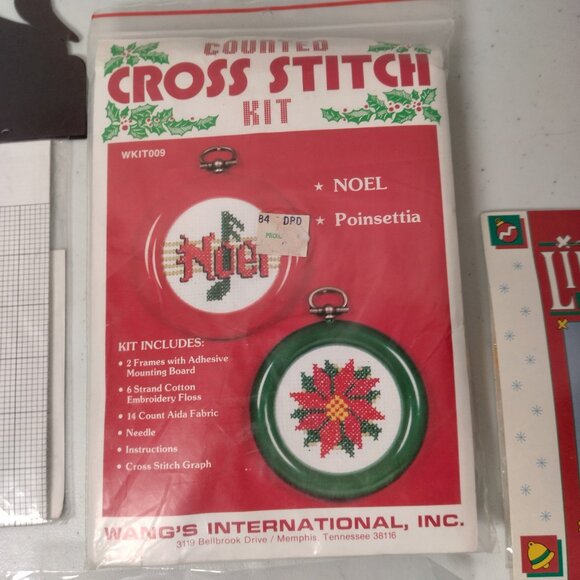 COUNTED
CROSS STITCH
KIT
WKIT009
★ NOEL
★ Poinsettia
84 DPD
Noel
KIT INCLUDES:
• 2 Frames with Adhesive
Mounting Board
• 6 Strand Cotton
Embroidery Floss
• 14 Count Aida Fabric
• Needle
• Instructions
• Cross Stitch Graph
WANG'S INTERNATIONAL, INC.
3119 Bellbrook Drive / Memphis, Tennessee 38116